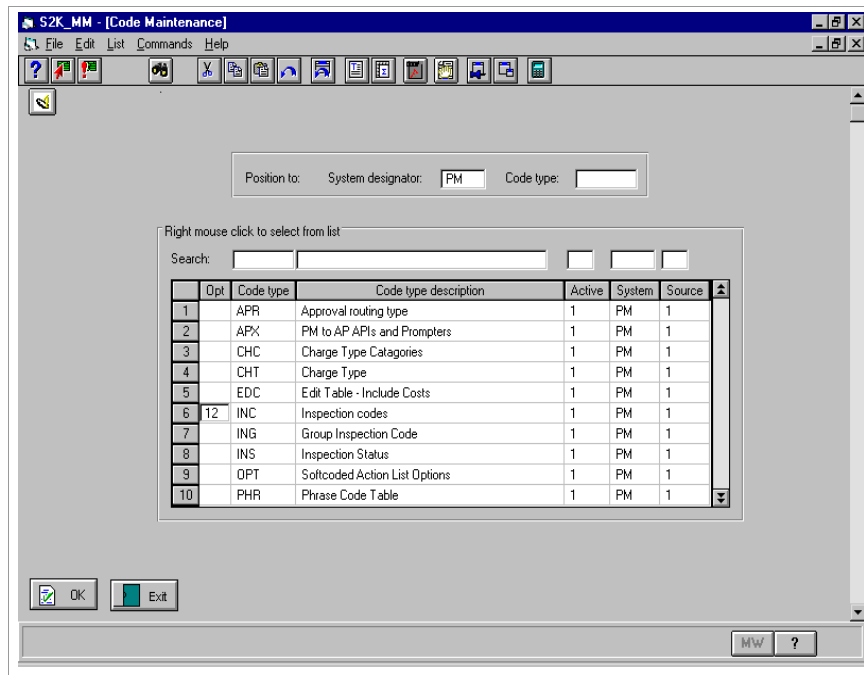 S2K_MM - [Code Maintenance]
File Edit List Commands Help
Position to: System designator: PM Code type:
Right mouse click to select from list
Search:
Opt Code type Code type description Active System Source
1 APR Approval routing type 1 PM 1
2 APX PM to AP APIs and Prompters 1 PM 1
3 CHC Charge Type Catagories 1 PM 1
4 CHT Charge Type 1 PM 1
5 EDC Edit Table - Include Costs 1 PM 1
6 12 INC Inspection codes 1 PM 1
7 ING Group Inspection Code 1 PM 1
8 INS Inspection Status 1 PM 1
9 OPT Softcoded Action List Options 1 PM 1
10 PHR Phrase Code Table 1 PM 1
OK Exit
MW ?